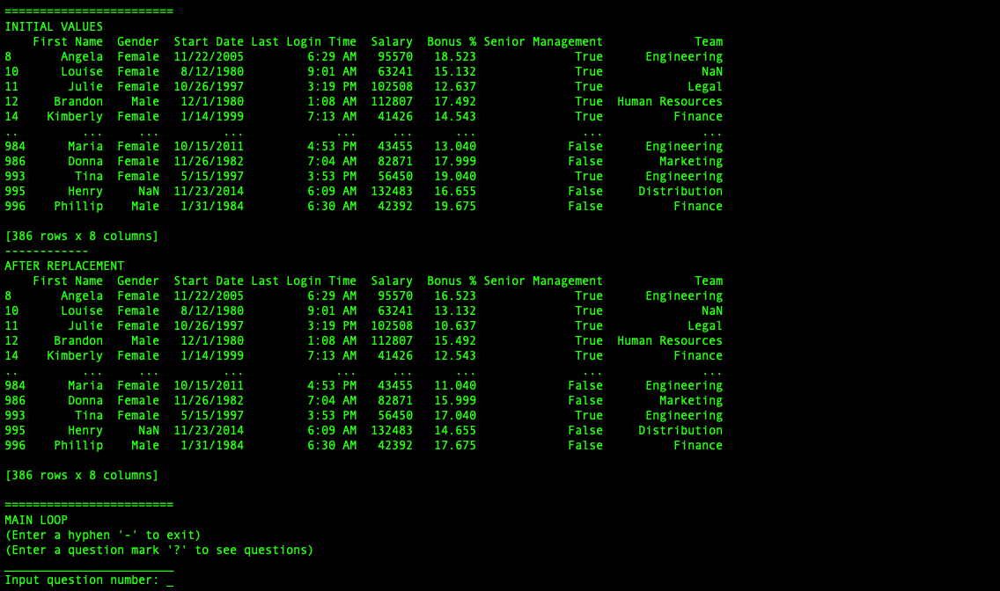 ========================
INITIAL VALUES
    First Name  Gender  Start Date Last Login Time  Salary  Bonus % Senior Management             Team
8       Angela  Female  11/22/2005         6:29 AM   95570   18.523              True      Engineering
10      Louise  Female   8/12/1980         9:01 AM   63241   15.132              True              NaN
11       Julie  Female  10/26/1997         3:19 PM  102508   12.637              True            Legal
12     Brandon    Male   12/1/1980         1:08 AM  112807   17.492              True  Human Resources
14    Kimberly  Female   1/14/1999         7:13 AM   41426   14.543              True          Finance
..         ...     ...         ...             ...     ...      ...               ...              ...
984      Maria  Female  10/15/2011         4:53 PM   43455   13.040             False      Engineering
986      Donna  Female  11/26/1982         7:04 AM   82871   17.999             False        Marketing
993       Tina  Female   5/15/1997         3:53 PM   56450   19.040              True      Engineering
995      Henry     NaN  11/23/2014         6:09 AM  132483   16.655             False     Distribution
996    Phillip    Male   1/31/1984         6:30 AM   42392   19.675             False          Finance
[386 rows x 8 columns]
------------
AFTER REPLACEMENT
    First Name  Gender  Start Date Last Login Time  Salary  Bonus % Senior Management             Team
8       Angela  Female  11/22/2005         6:29 AM   95570   16.523              True      Engineering
10      Louise  Female   8/12/1980         9:01 AM   63241   13.132              True              NaN
11       Julie  Female  10/26/1997         3:19 PM  102508   10.637              True            Legal
12     Brandon    Male   12/1/1980         1:08 AM  112807   15.492              True  Human Resources
14    Kimberly  Female   1/14/1999         7:13 AM   41426   12.543              True          Finance
..         ...     ...         ...             ...     ...      ...               ...              ...
984      Maria  Female  10/15/2011         4:53 PM   43455   11.040             False      Engineering
986      Donna  Female  11/26/1982         7:04 AM   82871   15.999             False        Marketing
993       Tina  Female   5/15/1997         3:53 PM   56450   17.040              True      Engineering
995      Henry     NaN  11/23/2014         6:09 AM  132483   14.655             False     Distribution
996    Phillip    Male   1/31/1984         6:30 AM   42392   17.675             False          Finance
[386 rows x 8 columns]
========================
MAIN LOOP
(Enter a hyphen '-' to exit)
(Enter a question mark '?' to see questions)
________________________
Input question number: _